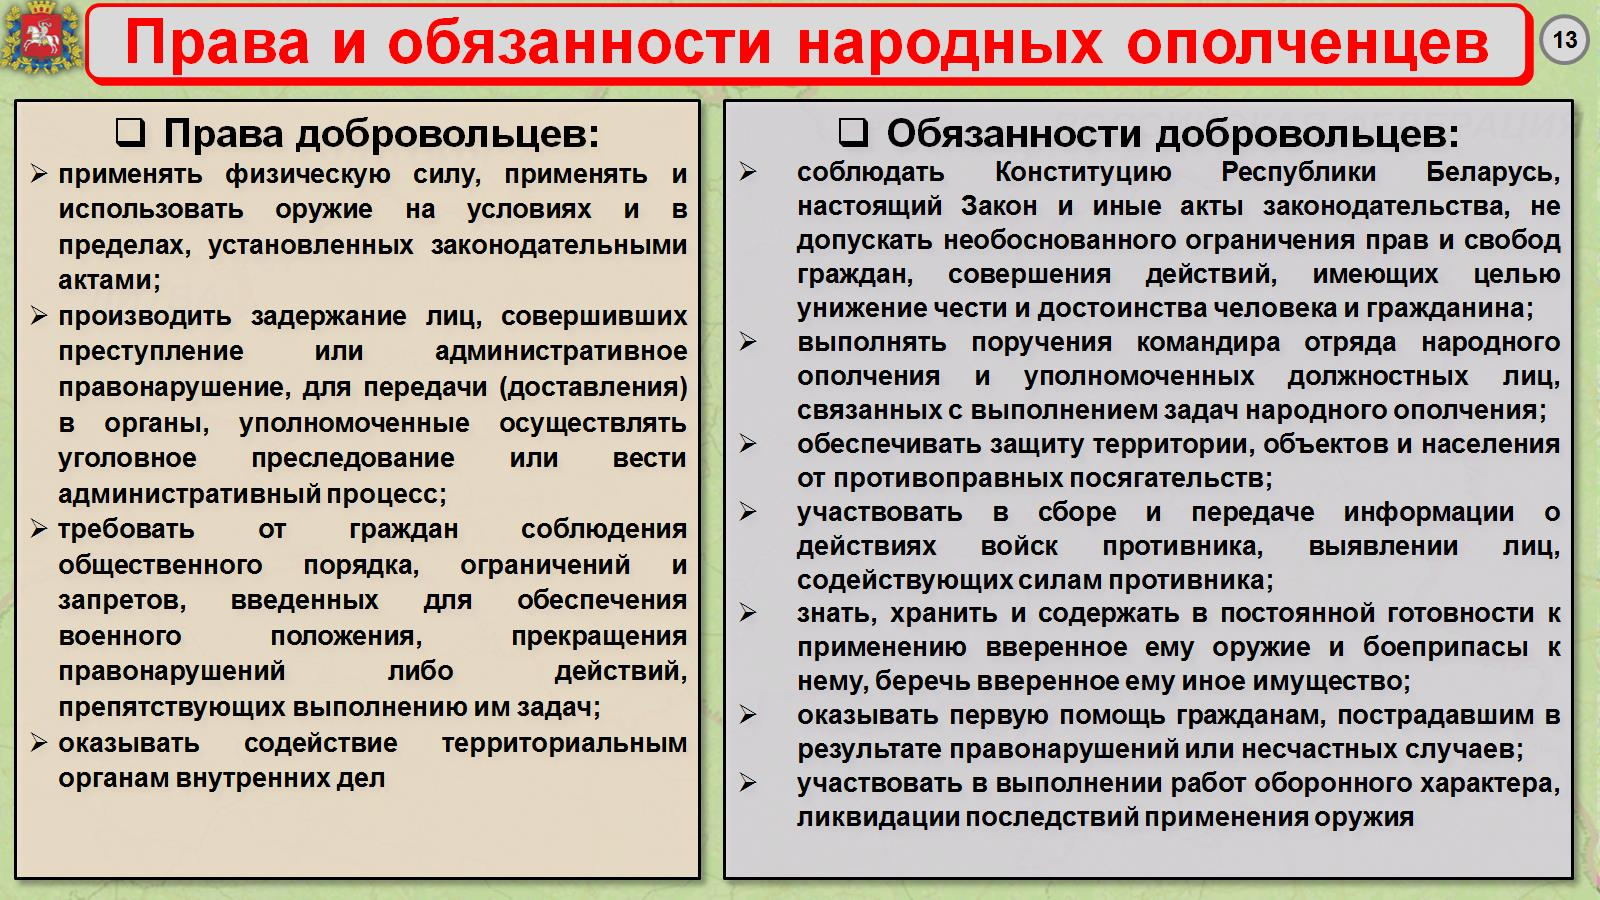 Права и обязанности народных ополченцев
13
Права добровольцев:
применять физическую силу, применять и
использовать оружие на условиях и в
пределах, установленных законодательными
актами;
производить задержание лиц, совершивших
преступление или административное
правонарушение, для передачи (доставления)
в органы, уполномоченные осуществлять
уголовное преследование или вести
административный процесс;
требовать от граждан соблюдения
общественного порядка, ограничений и
запретов, введенных для обеспечения
военного положения, прекращения
правонарушений либо действий,
препятствующих выполнению им задач;
оказывать содействие территориальным
органам внутренних дел
Обязанности добровольцев:
соблюдать Конституцию Республики Беларусь,
настоящий Закон и иные акты законодательства, не
допускать необоснованного ограничения прав и свобод
граждан, совершения действий, имеющих целью
унижение чести и достоинства человека и гражданина;
выполнять поручения командира отряда народного
ополчения и уполномоченных должностных лиц,
связанных с выполнением задач народного ополчения;
обеспечивать защиту территории, объектов и населения
от противоправных посягательств;
участвовать в сборе и передаче информации о
действиях войск противника, выявлении лиц,
содействующих силам противника;
знать, хранить и содержать в постоянной готовности к
применению вверенное ему оружие и боеприпасы к
нему, беречь вверенное ему иное имущество;
оказывать первую помощь гражданам, пострадавшим в
результате правонарушений или несчастных случаев;
участвовать в выполнении работ оборонного характера,
ликвидации последствий применения оружия